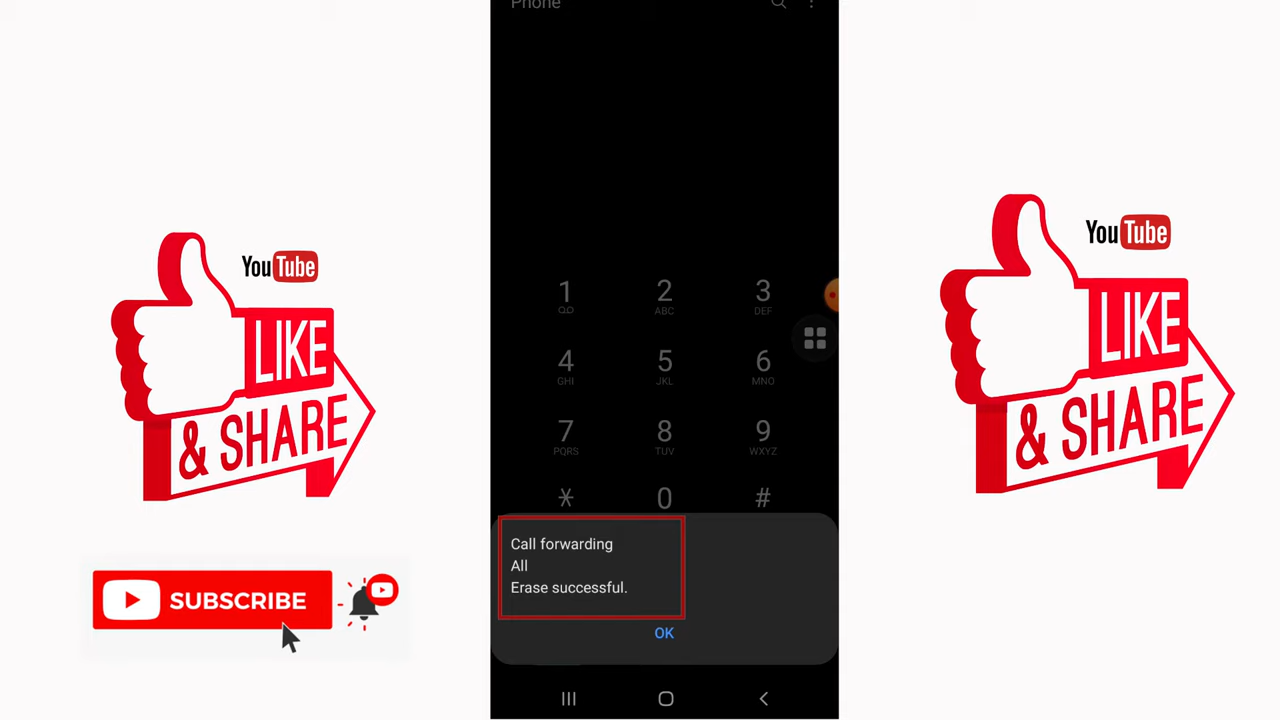 Phone
1
2
ABC
3
DEF
4
GHI
5
JKL
6
MNO
7
PQRS
8
TUV
9
WXYZ
*
0
#
Call forwarding
All
Erase successful.
OK
YouTube
LIKE
& SHARE
SUBSCRIBE
YouTube
LIKE
& SHARE